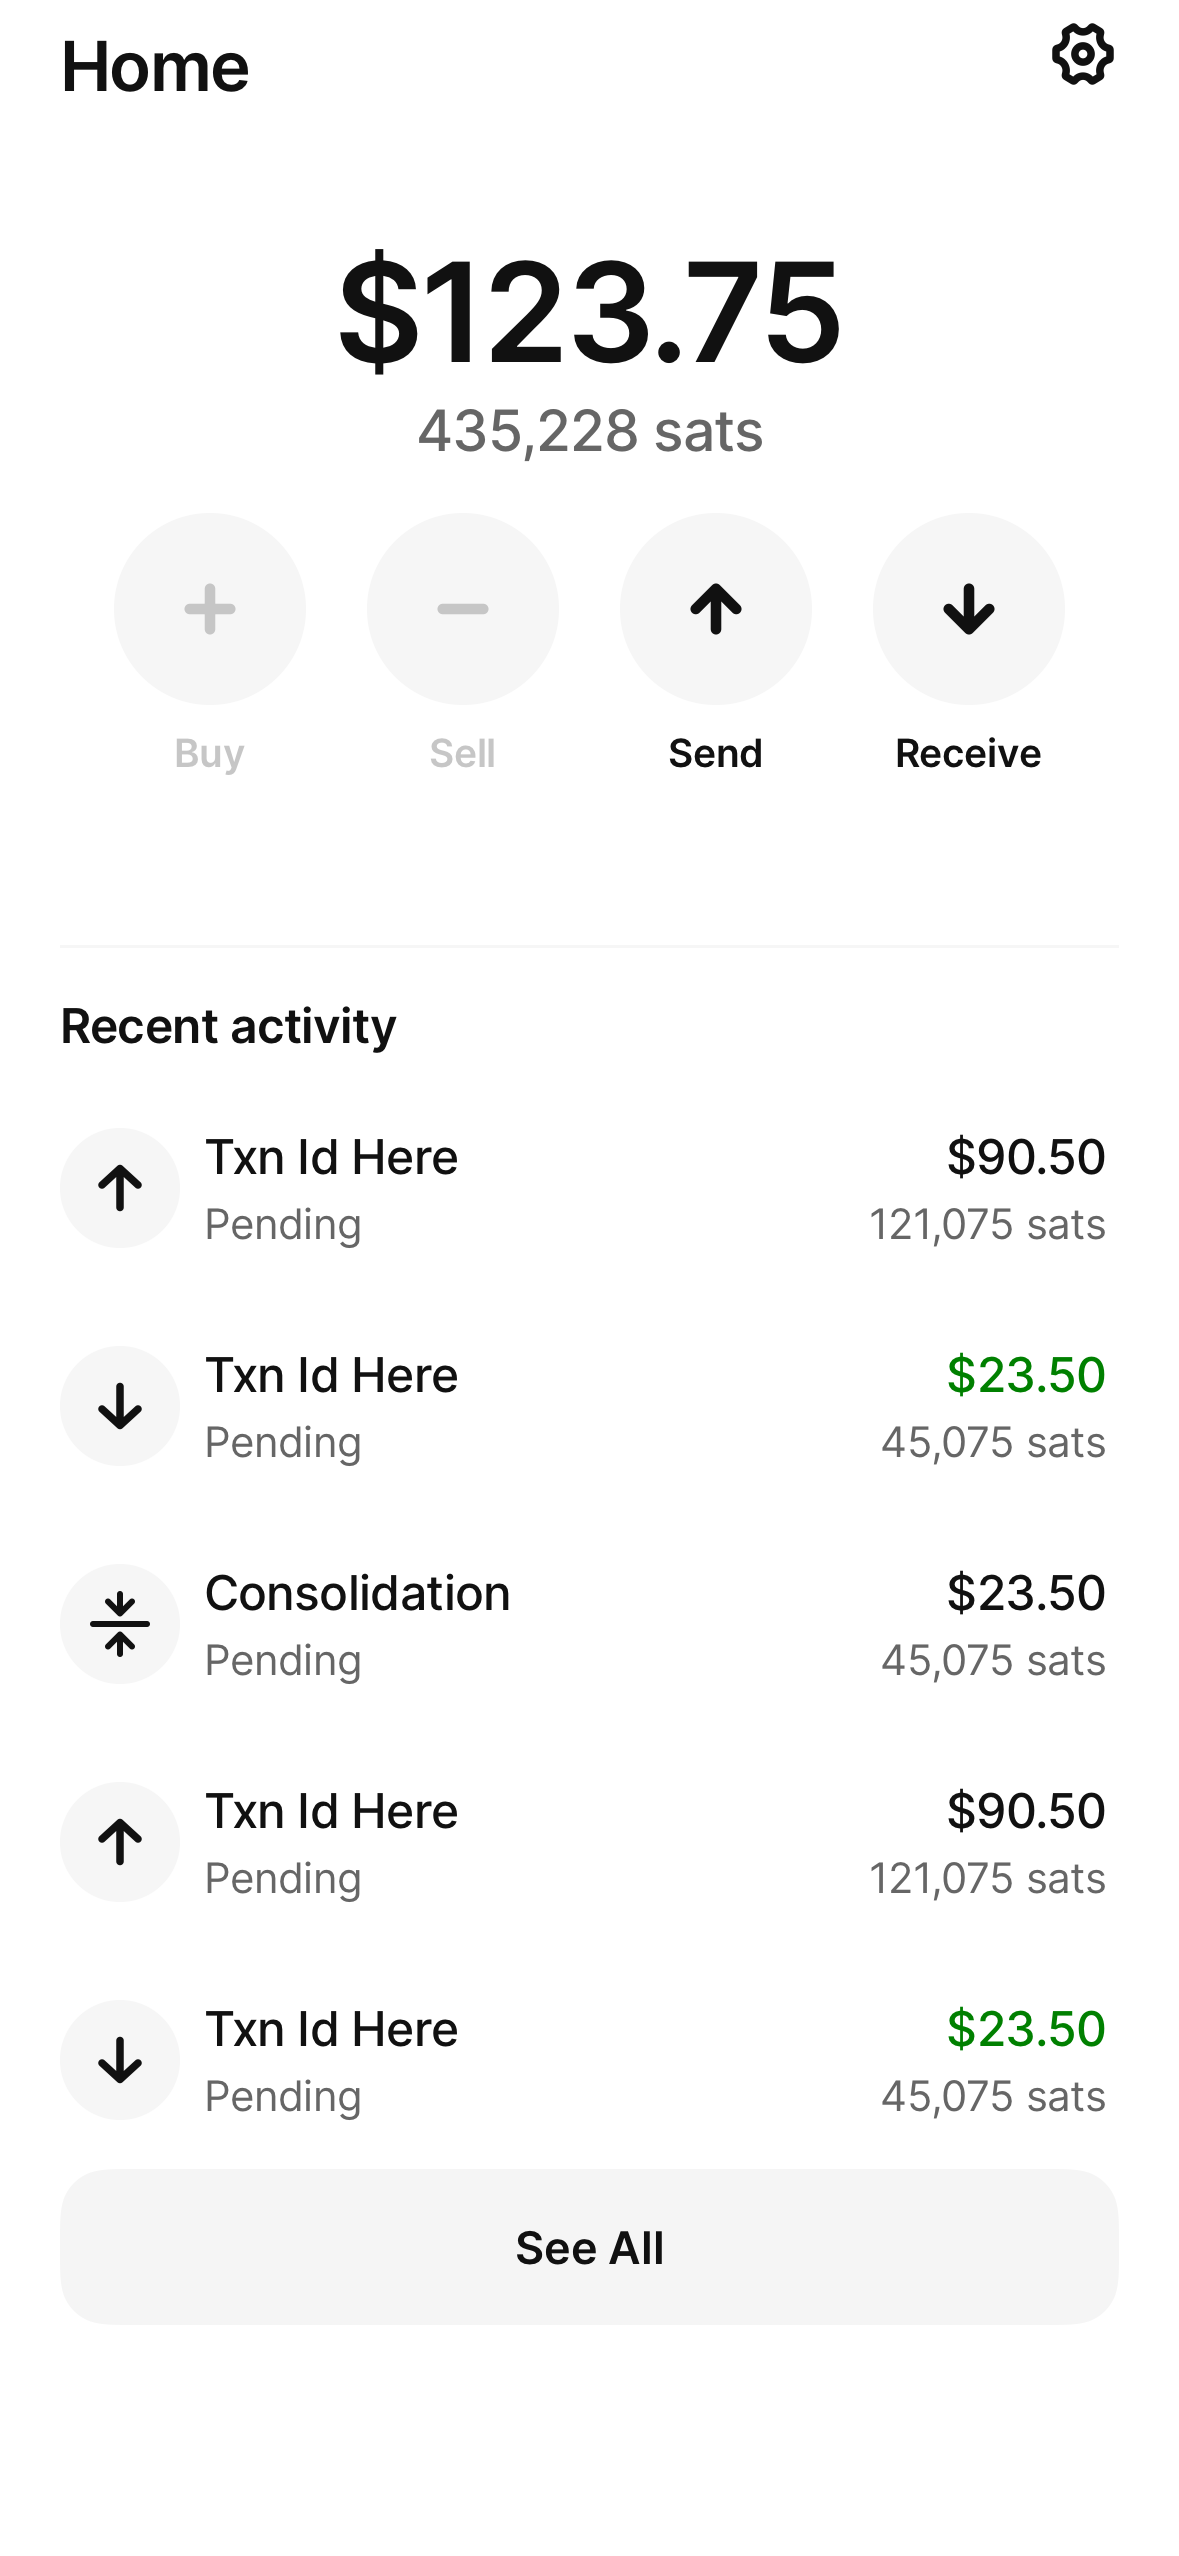 Home
$123.75
435,228 sats
Buy
Sell
Send
Receive
Recent activity
Txn Id Here
$90.50
Pending
121,075 sats
Txn Id Here
$23.50
Pending
45,075 sats
Consolidation
$23.50
Pending
45,075 sats
Txn Id Here
$90.50
Pending
121,075 sats
Txn Id Here
$23.50
Pending
45,075 sats
See All